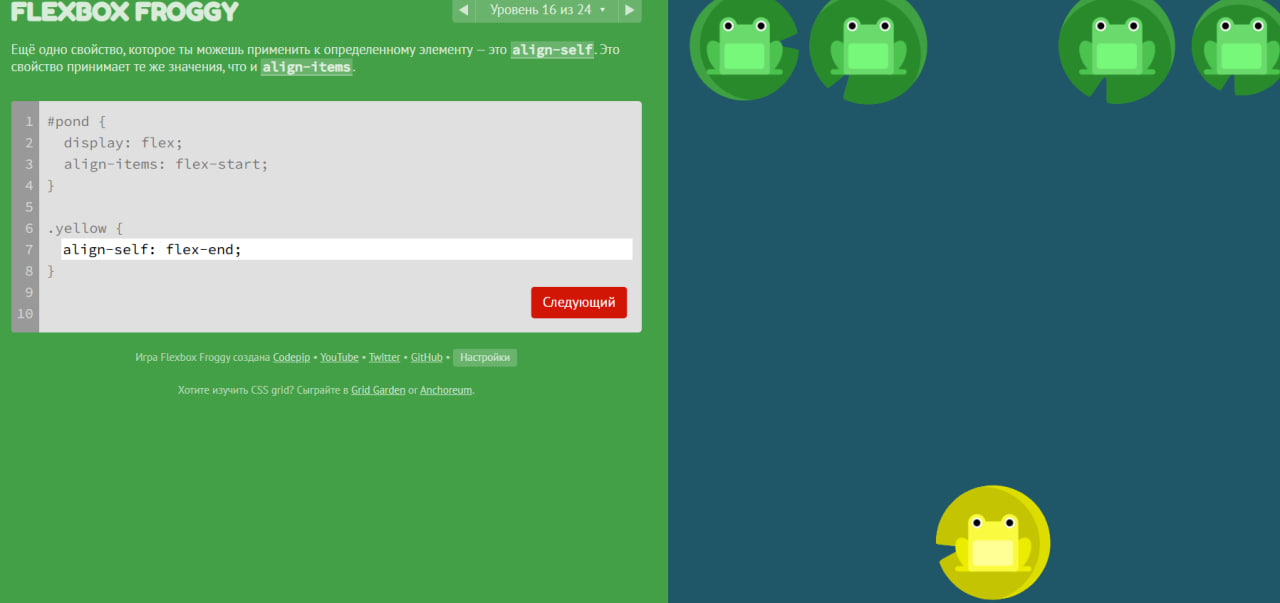 FLEXBOX FROGGY
◀ Уровень 16 из 24 ▾ ▶
Ещё одно свойство, которое ты можешь применить к определенному элементу — это align-self. Это
свойство принимает те же значения, что и align-items.
1 #pond {
2 display: flex;
3 align-items: flex-start;
4 }
5
6 .yellow {
7 align-self: flex-end;
8 }
9
10
Следующий
Игра Flexbox Froggy создана Codepip • YouTube • Twitter • GitHub • Настройки
Хотите изучить CSS grid? Сыграйте в Grid Garden or Anchoreum.